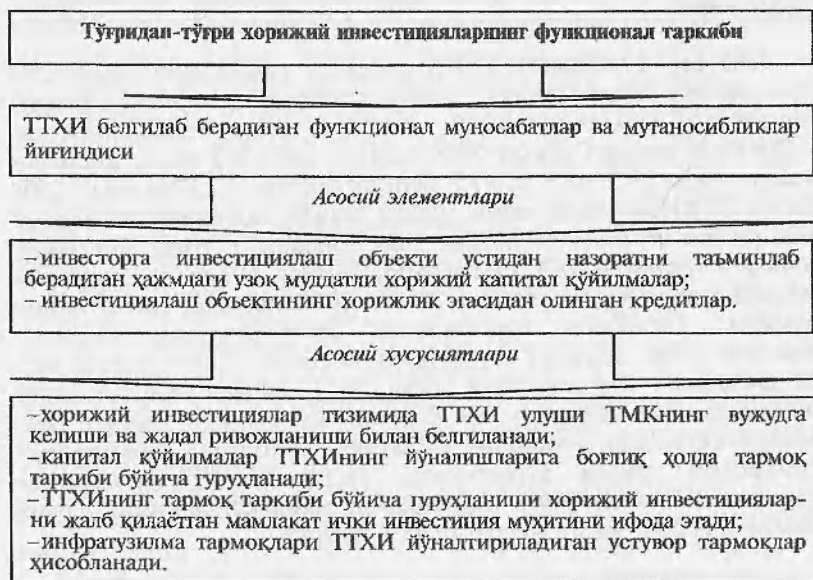 Тўғридан-тўғри хорижий инвестицияларнинг функционал таркиби
ТТХИ белгилаб берадиган функционал муносабатлар ва мутаносибликлар
йиғиндиси
Асосий элементлари
–инвесторга инвестициялаш объекти устидан назоратни таъминлаб
берадиган ҳажмдаги узоқ муддатли хорижий капитал қўйилмалар;
–инвестициялаш объектининг хорижлик эгасидан олинган кредитлар.
Асосий хусусиятлари
–хорижий инвестициялар тизимида ТТХИ улуши ТМКнинг вужудга
келиши ва жадал ривожланиши билан белгиланади;
–капитал қўйилмалар ТТХИнинг йўналишларига боғлиқ ҳолда тармоқ
таркиби бўйича гуруҳланади;
–ТТХИнинг тармоқ таркиби бўйича гуруҳланиши хорижий инвестициялар-
ни жалб қилаётган мамлакат ички инвестиция муҳитини ифода этади;
–инфратузилма тармоқлари ТТХИ йўналтириладиган устувор тармоқлар
ҳисобланади.